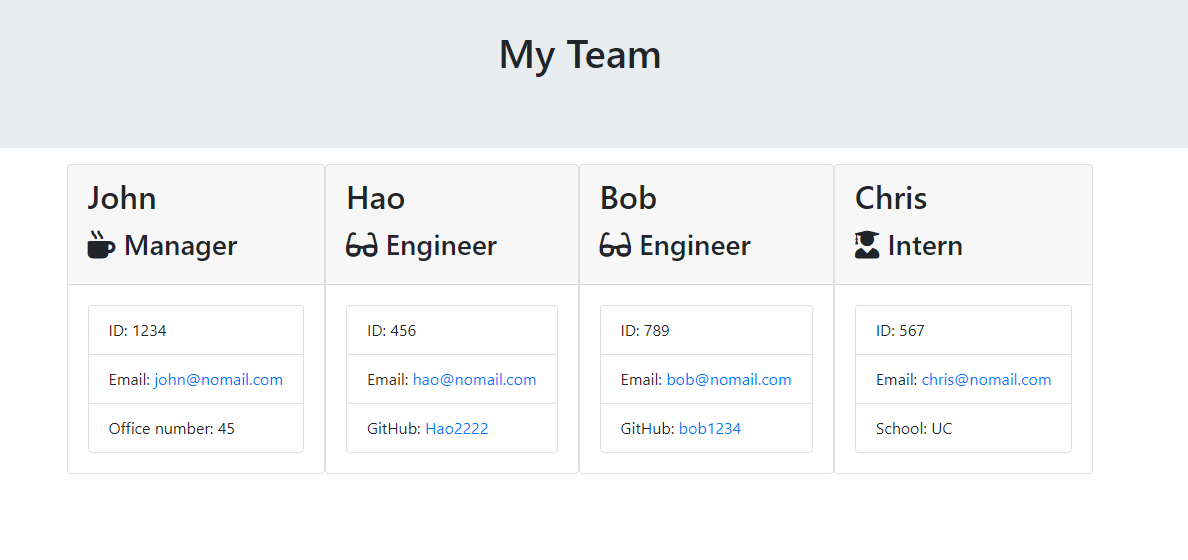 My Team
John
Manager
ID: 1234
Email: john@nomail.com
Office number: 45
Hao
Engineer
ID: 456
Email: hao@nomail.com
GitHub: Hao2222
Bob
Engineer
ID: 789
Email: bob@nomail.com
GitHub: bob1234
Chris
Intern
ID: 567
Email: chris@nomail.com
School: UC